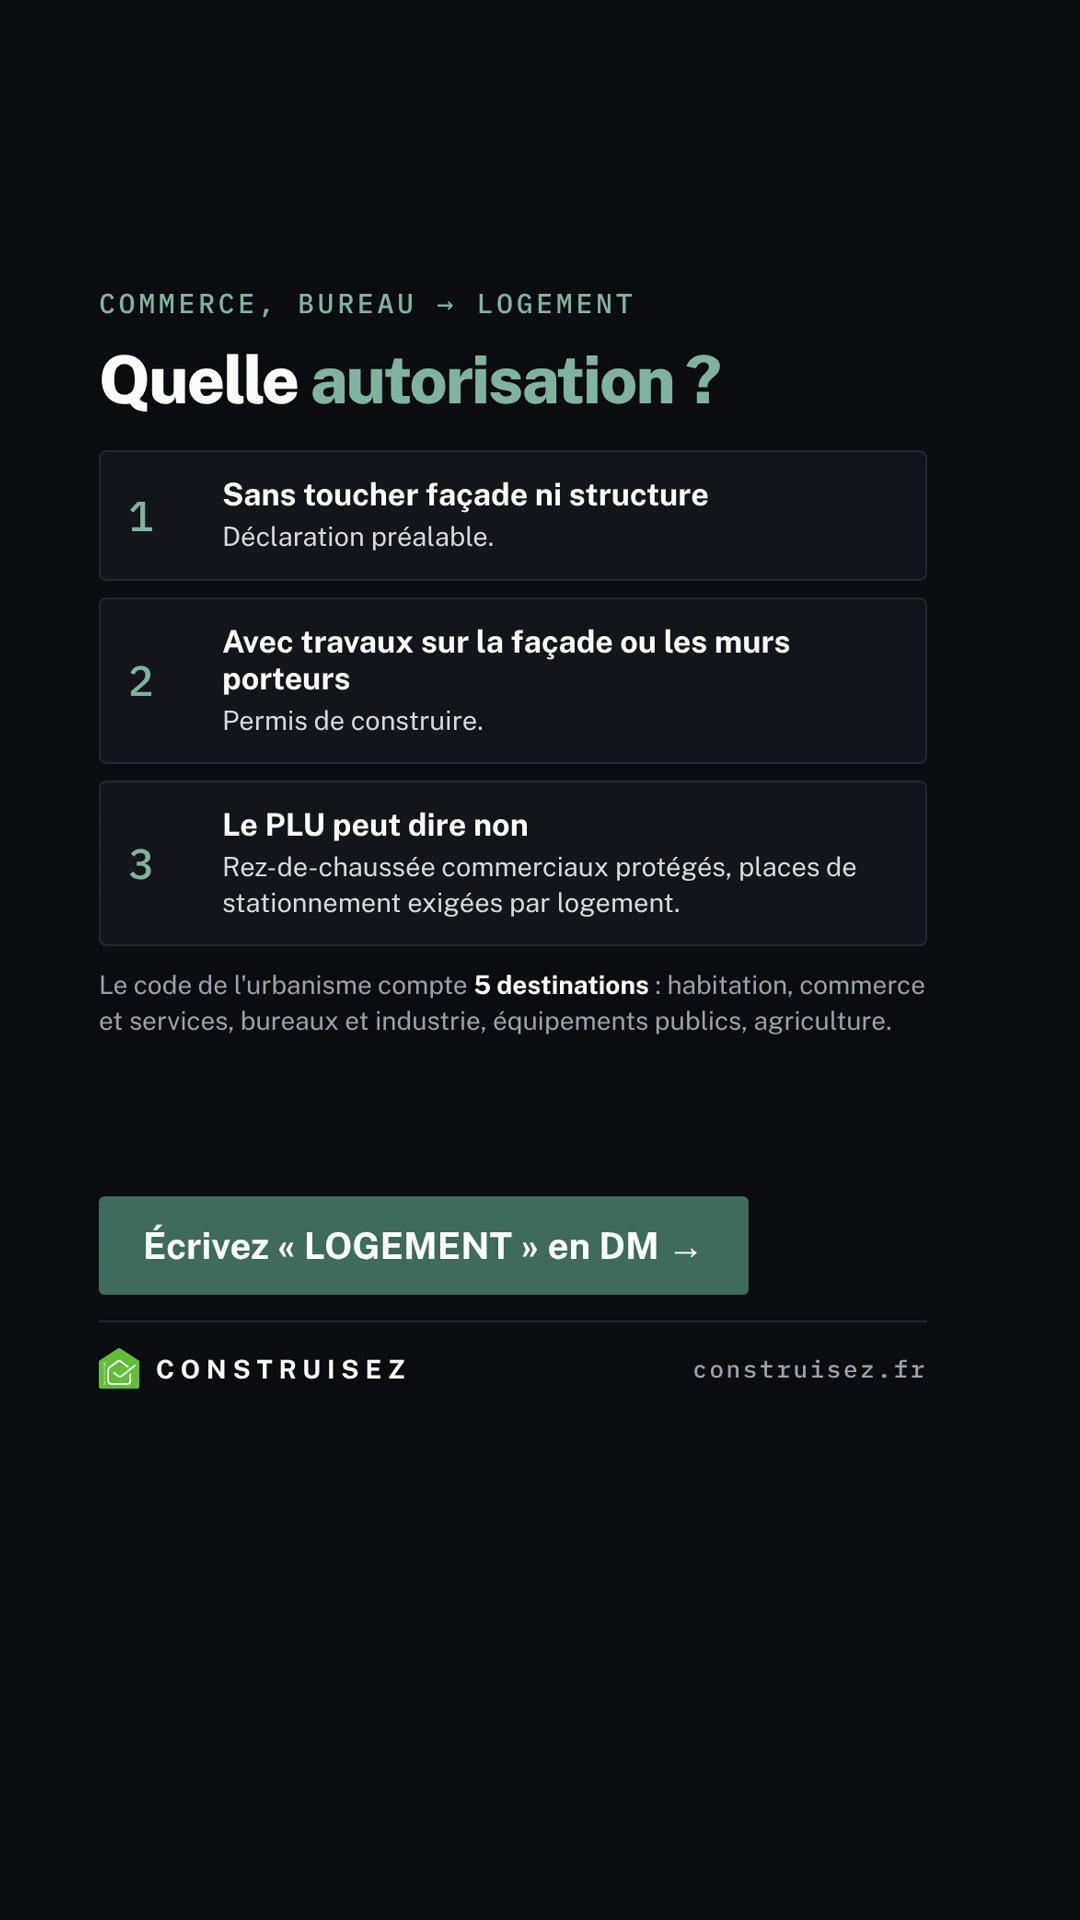 COMMERCE, BUREAU → LOGEMENT
Quelle autorisation ?
1
Sans toucher façade ni structure
Déclaration préalable.
2
Avec travaux sur la façade ou les murs
porteurs
Permis de construire.
3
Le PLU peut dire non
Rez-de-chaussée commerciaux protégés, places de
stationnement exigées par logement.
Le code de l'urbanisme compte 5 destinations : habitation, commerce
et services, bureaux et industrie, équipements publics, agriculture.
Écrivez « LOGEMENT » en DM →
CONSTRUISEZ
construisez.fr